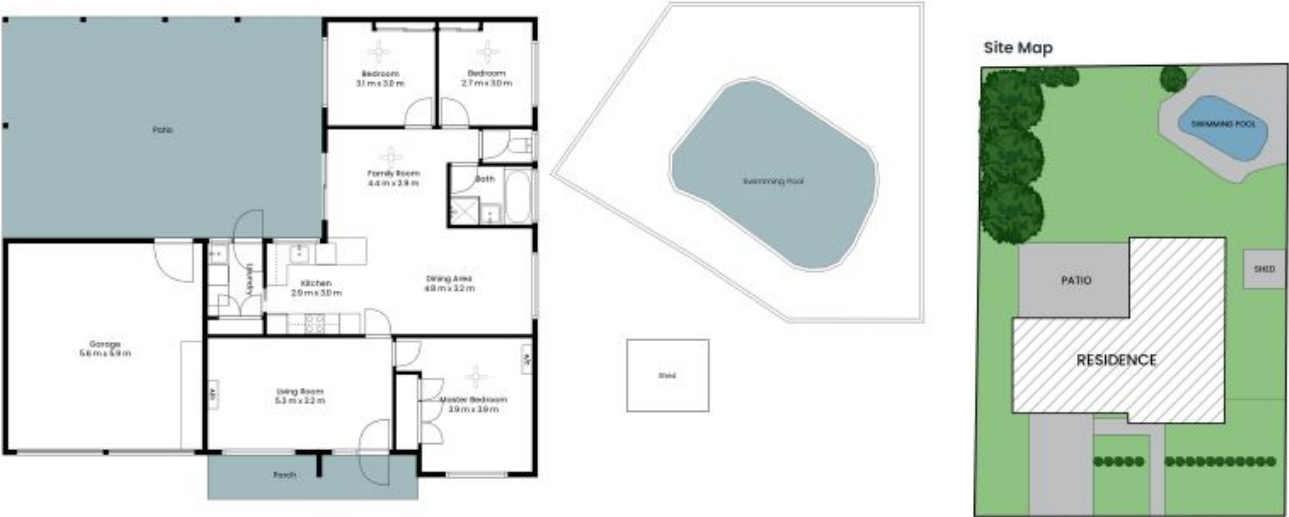 Site Map
Bedroom
3.1 m x 3.0 m
Bedroom
2.7 m x 3.0 m
Patio
Family Room
4.4 m x 2.9 m
Bath
Swimming Pool
Laundry
Kitchen
2.9 m x 3.0 m
Dining Area
4.8 m x 3.2 m
Garage
5.6 m x 5.9 m
Living Room
5.3 m x 3.2 m
A/c
A/c
Master Bedroom
3.9 m x 3.9 m
Porch
Shed
SWIMMING POOL
PATIO
SHED
RESIDENCE